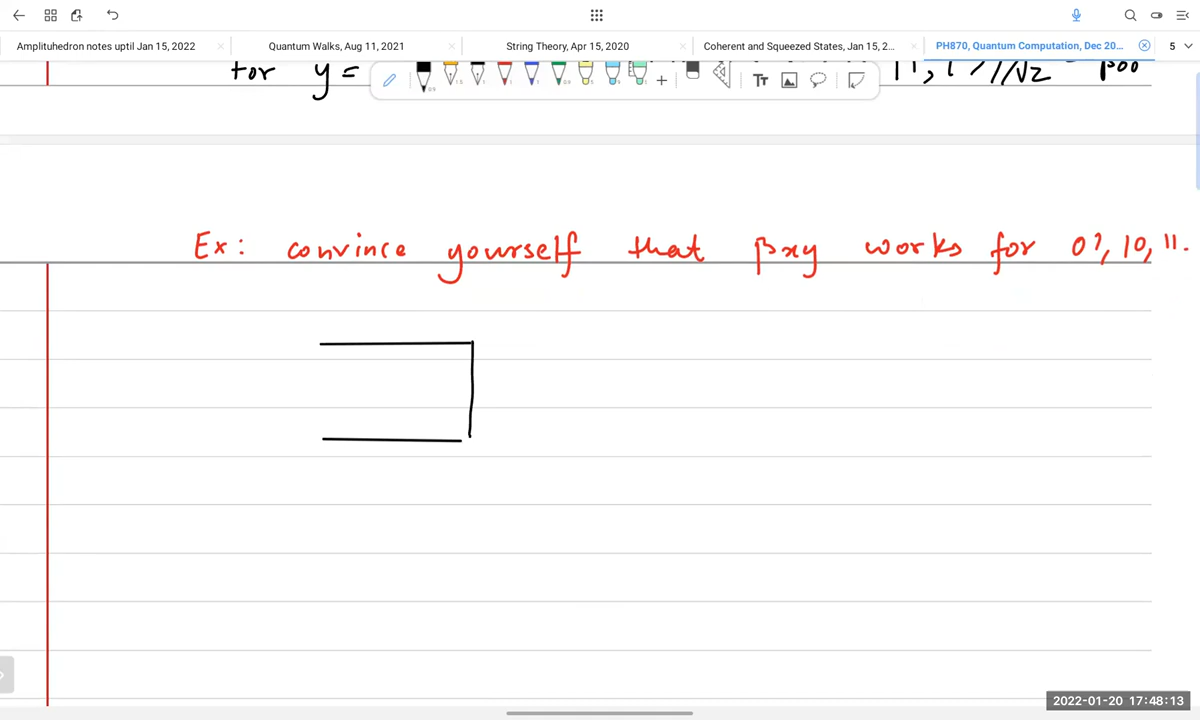 Amplituhedron notes uptil Jan 15, 2022 Quantum Walks, Aug 11, 2021 String Theory, Apr 15, 2020 Coherent and Squeezed States, Jan 15, 2... PH870, Quantum Computation, Dec 20... 5
for y =
Tт
Ex: convince yourself that βxy works for 01, 10, 11.
2022-01-20 17:48:13